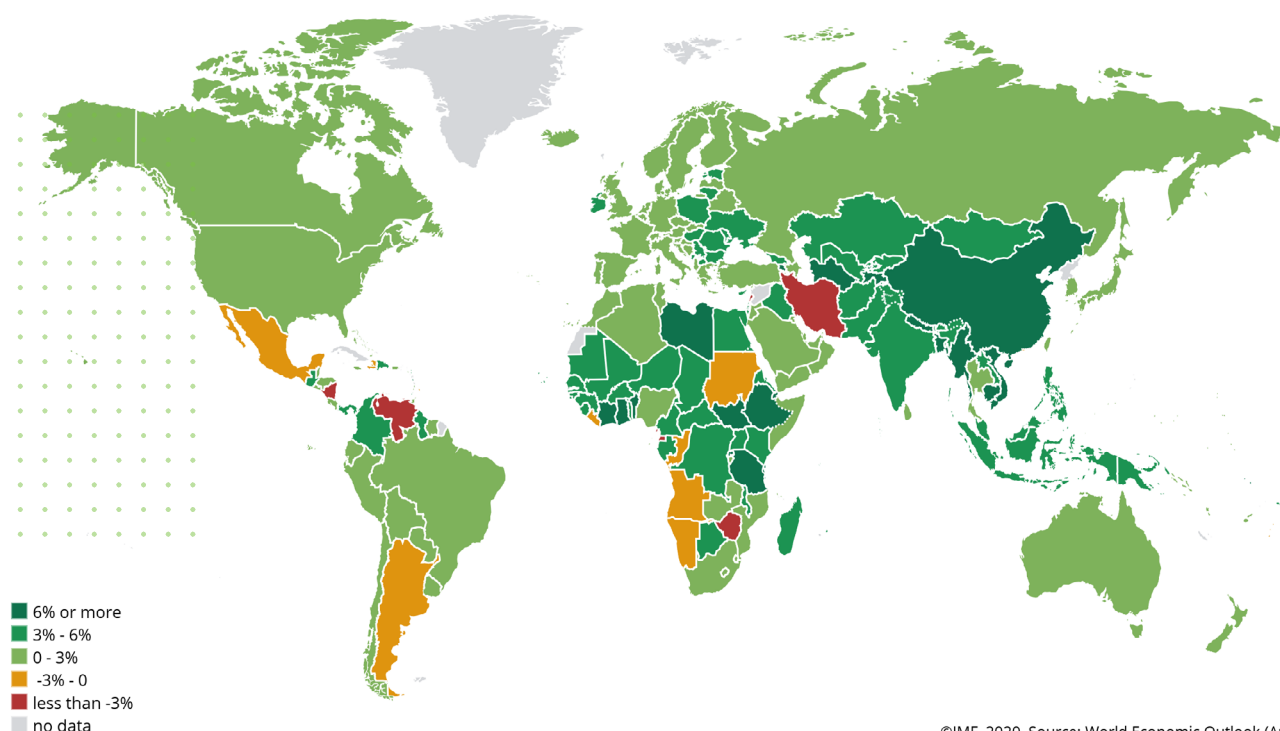 6% or more
3% - 6%
0 - 3%
-3% - 0
less than -3%
no data
©IMF, 2020, Source: World Economic Outlook